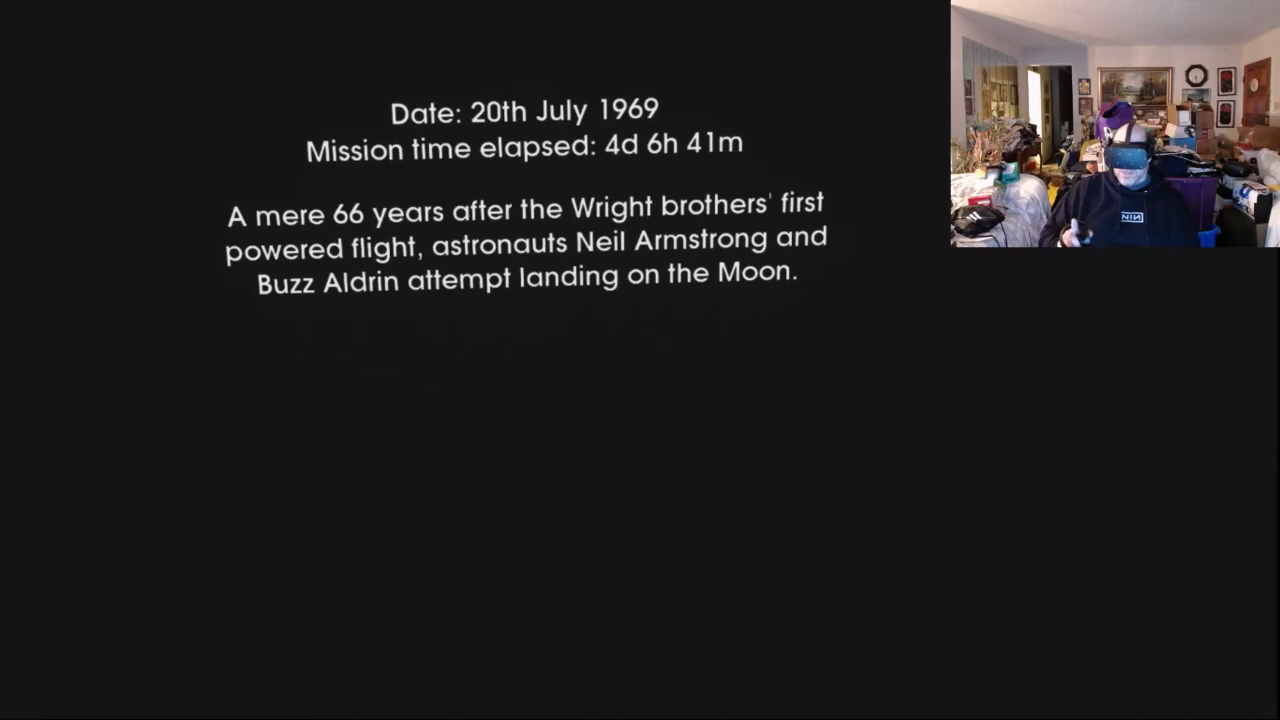 Date: 20th July 1969
Mission time elapsed: 4d 6h 41m
A mere 66 years after the Wright brothers' first
powered flight, astronauts Neil Armstrong and
Buzz Aldrin attempt landing on the Moon.
NIN